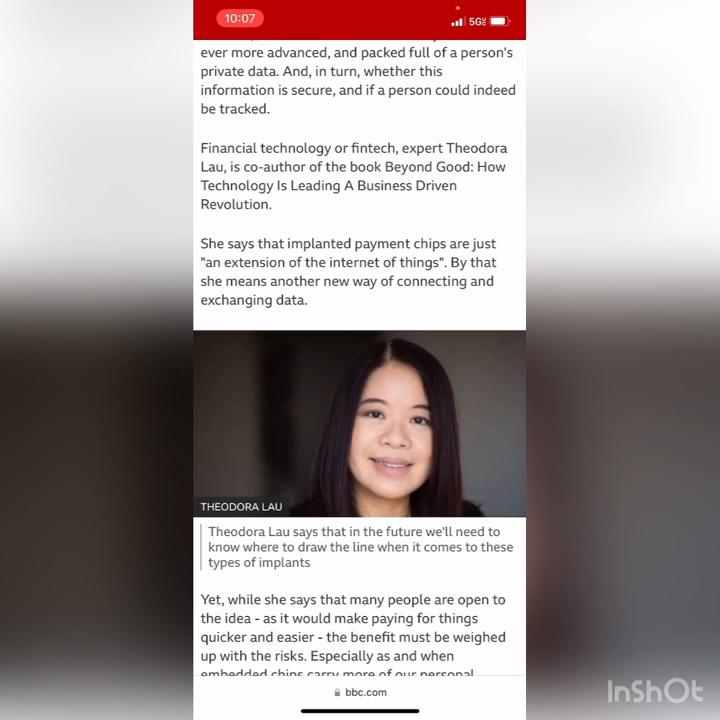 10:07
5G
ever more advanced, and packed full of a person's
private data. And, in turn, whether this
information is secure, and if a person could indeed
be tracked.
Financial technology or fintech, expert Theodora
Lau, is co-author of the book Beyond Good: How
Technology Is Leading A Business Driven
Revolution.
She says that implanted payment chips are just
"an extension of the internet of things". By that
she means another new way of connecting and
exchanging data.
THEODORA LAU
Theodora Lau says that in the future we'll need to
know where to draw the line when it comes to these
types of implants
Yet, while she says that many people are open to
the idea - as it would make paying for things
quicker and easier - the benefit must be weighed
up with the risks. Especially as and when
embedded chips carry more of our personal
bbc.com
InShOt